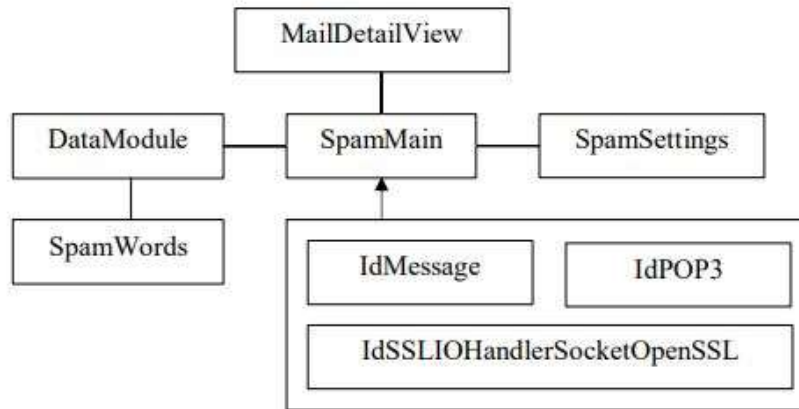 MailDetailView
DataModule
SpamMain
SpamSettings
SpamWords
IdMessage
IdPOP3
IdSSLIOHandlerSocketOpenSSL